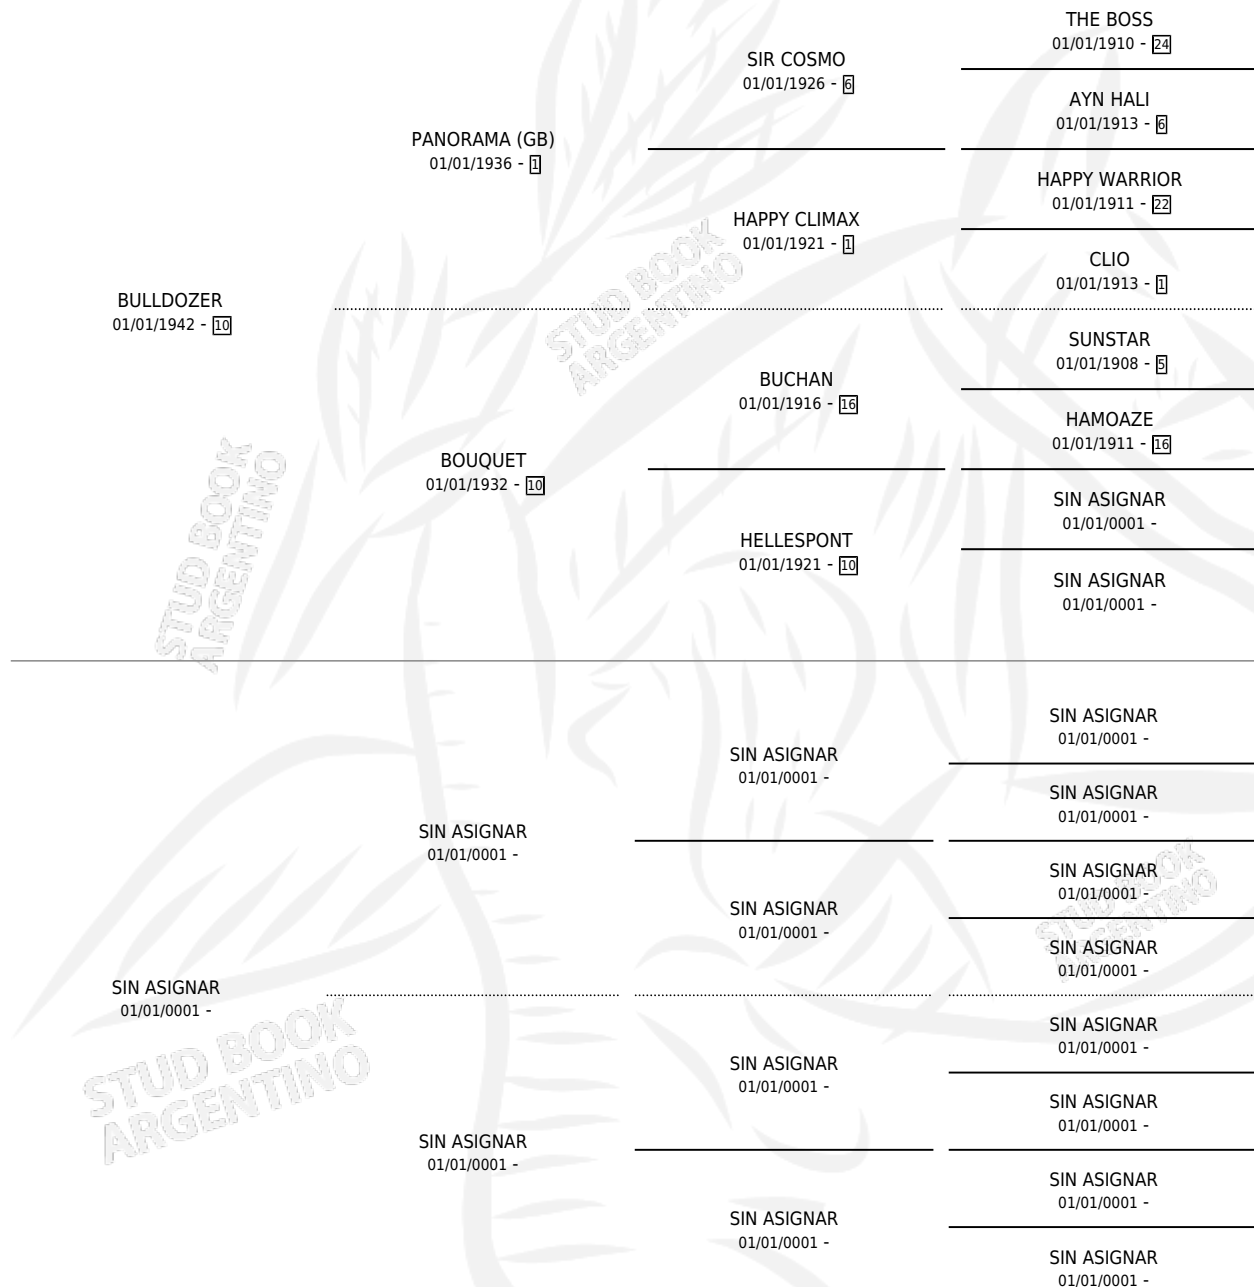 THE BOSS
01/01/1910 - 24
SIR COSMO
01/01/1926 - 6
AYN HALI
01/01/1913 - 6
PANORAMA (GB)
01/01/1936 - 1
HAPPY WARRIOR
01/01/1911 - 22
HAPPY CLIMAX
01/01/1921 - 1
CLIO
01/01/1913 - 1
BULLDOZER
01/01/1942 - 10
STUD BOOK
ARGENTINO
SUNSTAR
01/01/1908 - 5
BUCHAN
01/01/1916 - 16
HAMOAZE
01/01/1911 - 16
BOUQUET
01/01/1932 - 10
SIN ASIGNAR
01/01/0001 -
HELLESPONT
01/01/1921 - 10
SIN ASIGNAR
01/01/0001 -
STUD BOOK
ARGENTINO
SIN ASIGNAR
01/01/0001 -
SIN ASIGNAR
01/01/0001 -
SIN ASIGNAR
01/01/0001 -
SIN ASIGNAR
01/01/0001 -
SIN ASIGNAR
01/01/0001 -
SIN ASIGNAR
01/01/0001 -
SIN ASIGNAR
01/01/0001 -
STUD BOOK
ARGENTINO
SIN ASIGNAR
01/01/0001 -
SIN ASIGNAR
01/01/0001 -
SIN ASIGNAR
01/01/0001 -
SIN ASIGNAR
01/01/0001 -
STUD BOOK
ARGENTINO
SIN ASIGNAR
01/01/0001 -
SIN ASIGNAR
01/01/0001 -
SIN ASIGNAR
01/01/0001 -
SIN ASIGNAR
01/01/0001 -